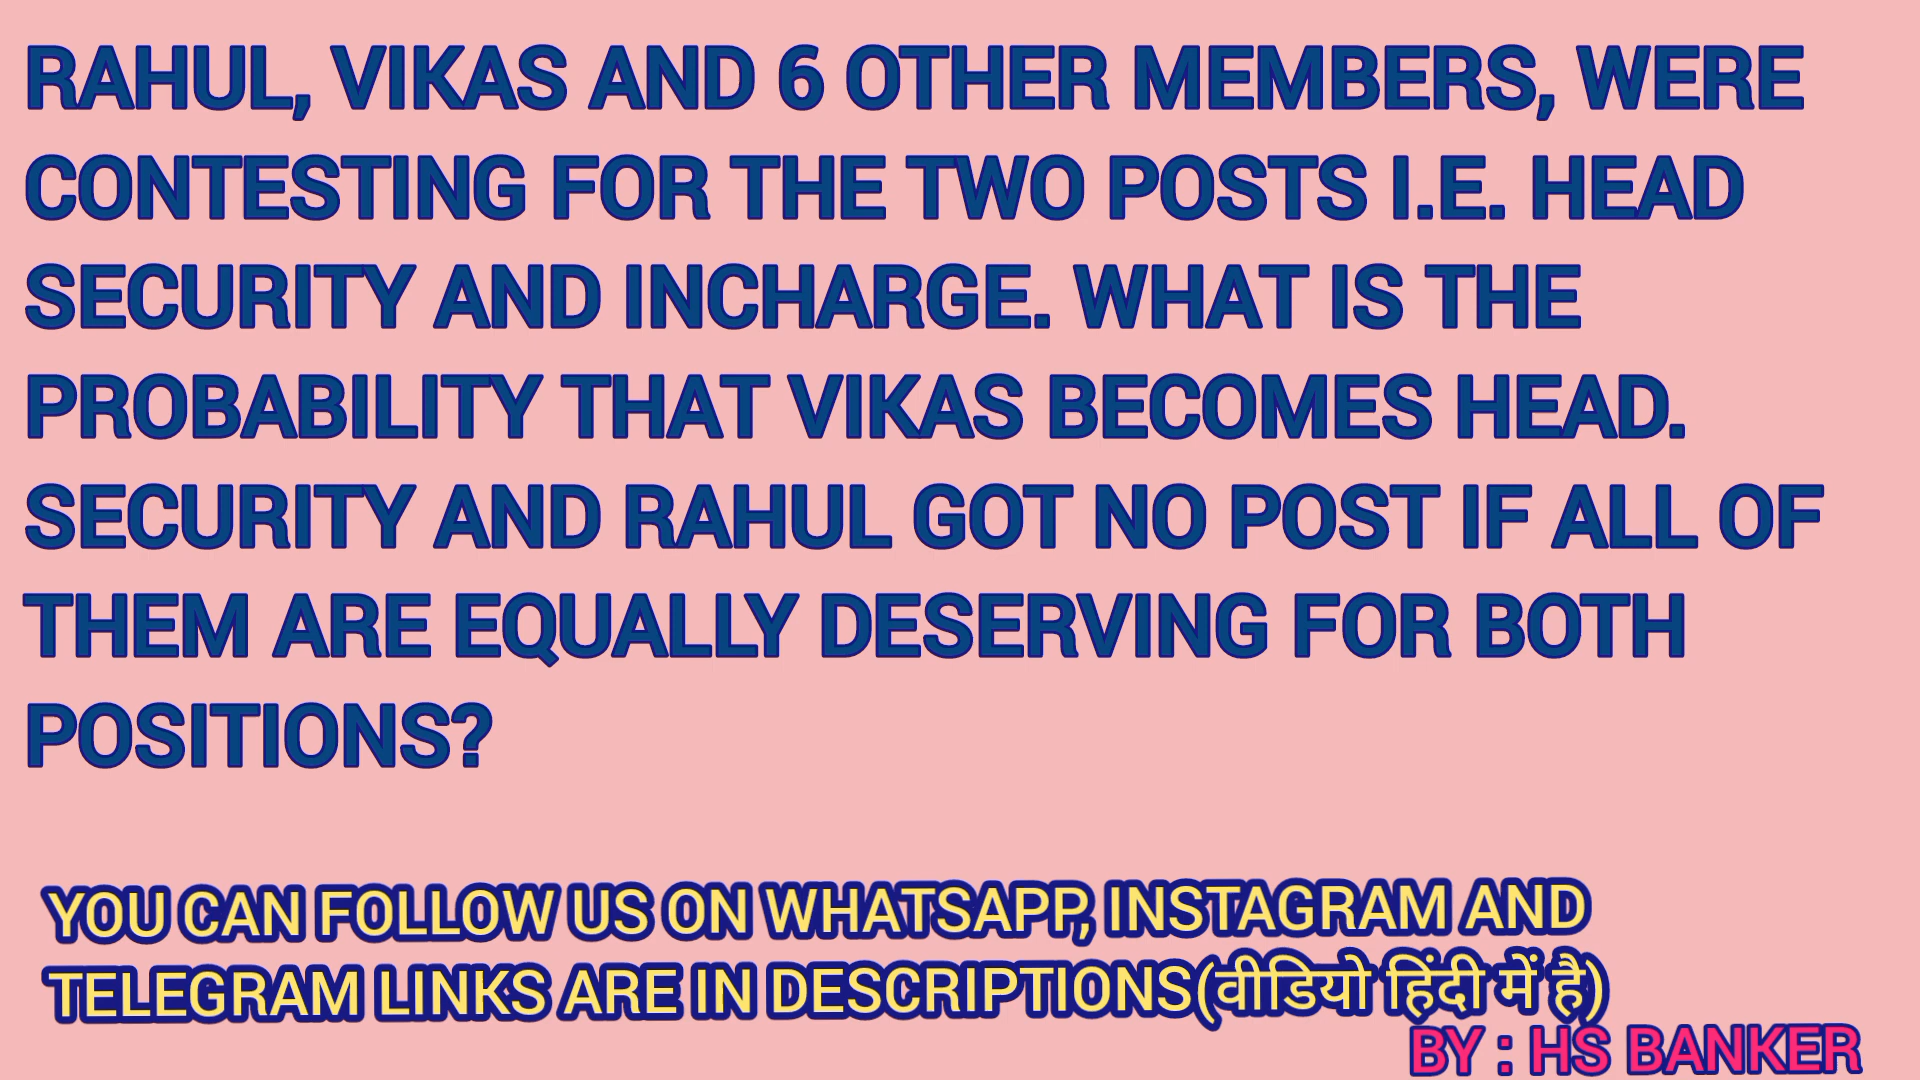 RAHUL, VIKAS AND 6 OTHER MEMBERS, WERE
CONTESTING FOR THE TWO POSTS I.E. HEAD
SECURITY AND INCHARGE. WHAT IS THE
PROBABILITY THAT VIKAS BECOMES HEAD.
SECURITY AND RAHUL GOT NO POST IF ALL OF
THEM ARE EQUALLY DESERVING FOR BOTH
POSITIONS?
YOU CAN FOLLOW US ON WHATSAPP, INSTAGRAM AND
TELEGRAM LINKS ARE IN DESCRIPTIONS(वीडियो हिंदी में है)
BY : HS BANKER